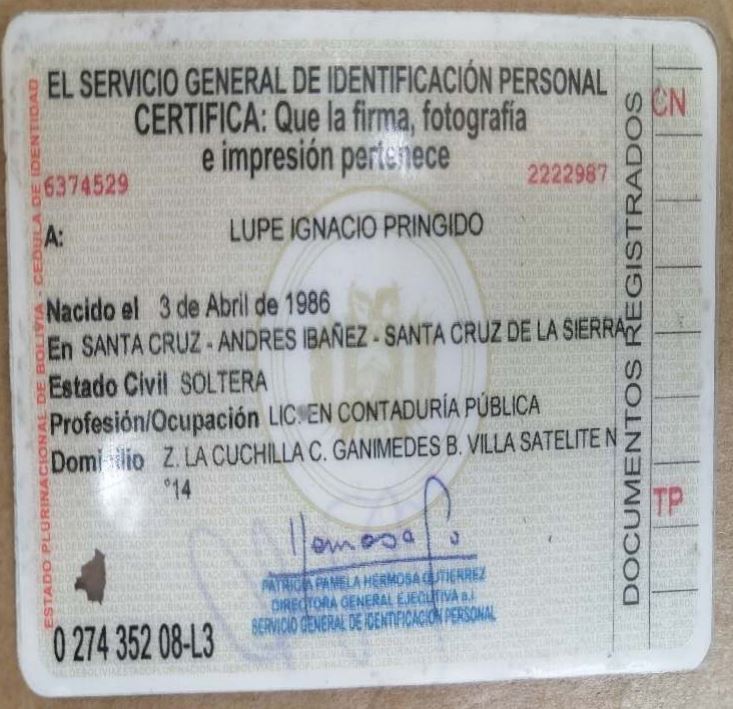 EL SERVICIO GENERAL DE IDENTIFICACIÓN PERSONAL
CERTIFICA: Que la firma, fotografía
e impresión pertenece
6374529
2222987
A: LUPE IGNACIO PRINGIDO
Nacido el 3 de Abril de 1986
En SANTA CRUZ - ANDRES IBAÑEZ - SANTA CRUZ DE LA SIERRA
Estado Civil SOLTERA
Profesión/Ocupación LIC. EN CONTADURÍA PÚBLICA
Domicilio Z. LA CUCHILLA C. GANIMEDES B. VILLA SATELITE N
°14
PATRICIA PAMELA HERMOSA GUTIERREZ
DIRECTORA GENERAL EJECUTIVA a.i.
SERVICIO GENERAL DE IDENTIFICACIÓN PERSONAL
0 274 352 08-L3
ESTADO PLURINACIONAL DE BOLIVIA - CEDULA DE IDENTIDAD
DOCUMENTOS REGISTRADOS
CN
TP